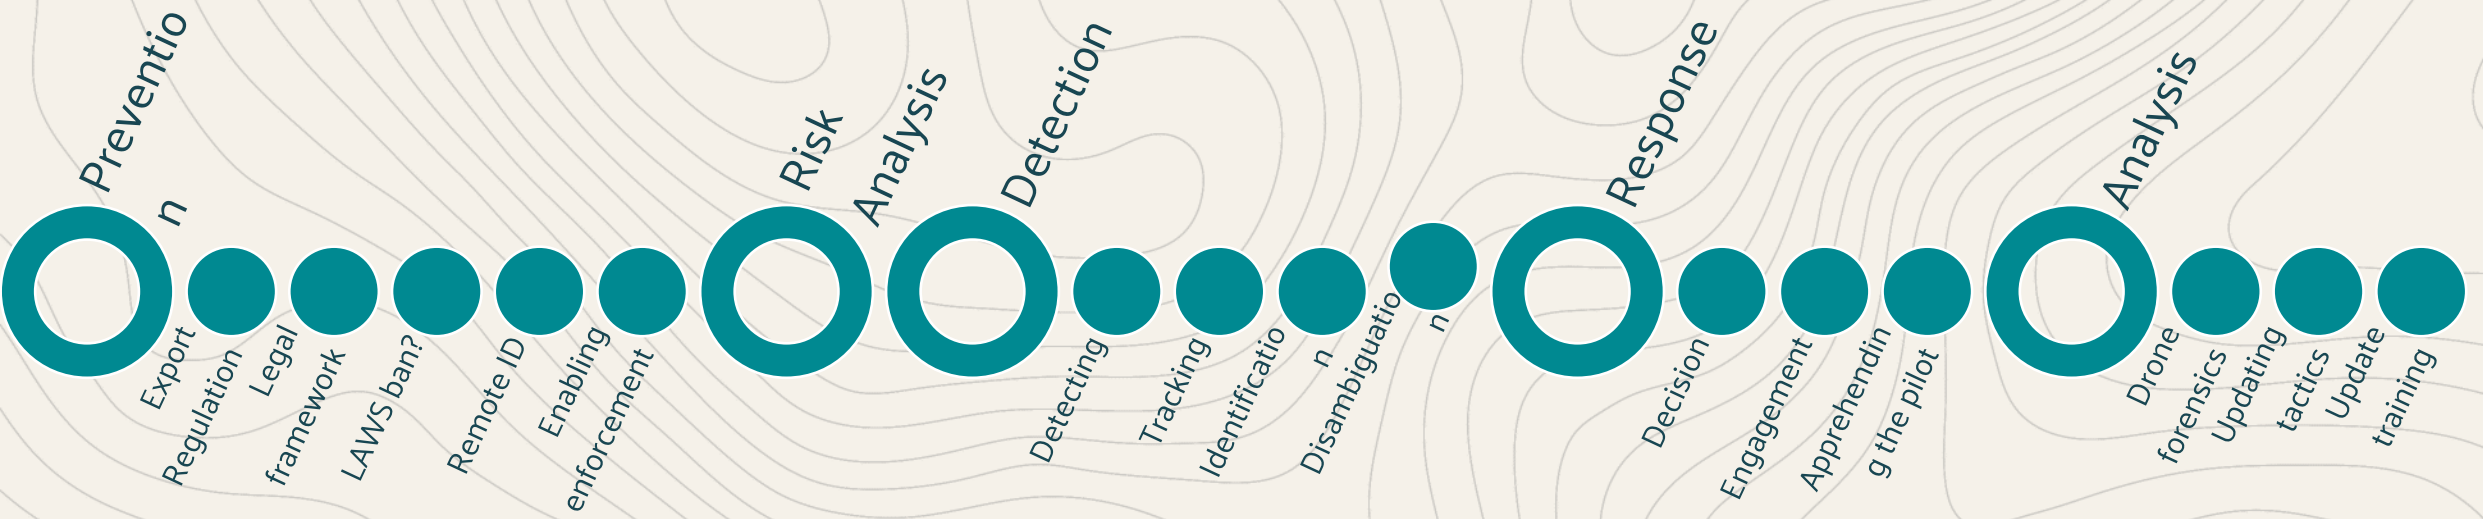 Preventio
n
Export
Regulation
Legal
framework
LAWS ban?
Remote ID
Enabling
enforcement
Risk
Analysis
Detection
Detecting
Tracking
Identificatio
n
Disambiguatio
n
Response
Decision
Engagement
Apprehendin
g the pilot
Analysis
Drone
forensics
Updating
tactics
Update
training